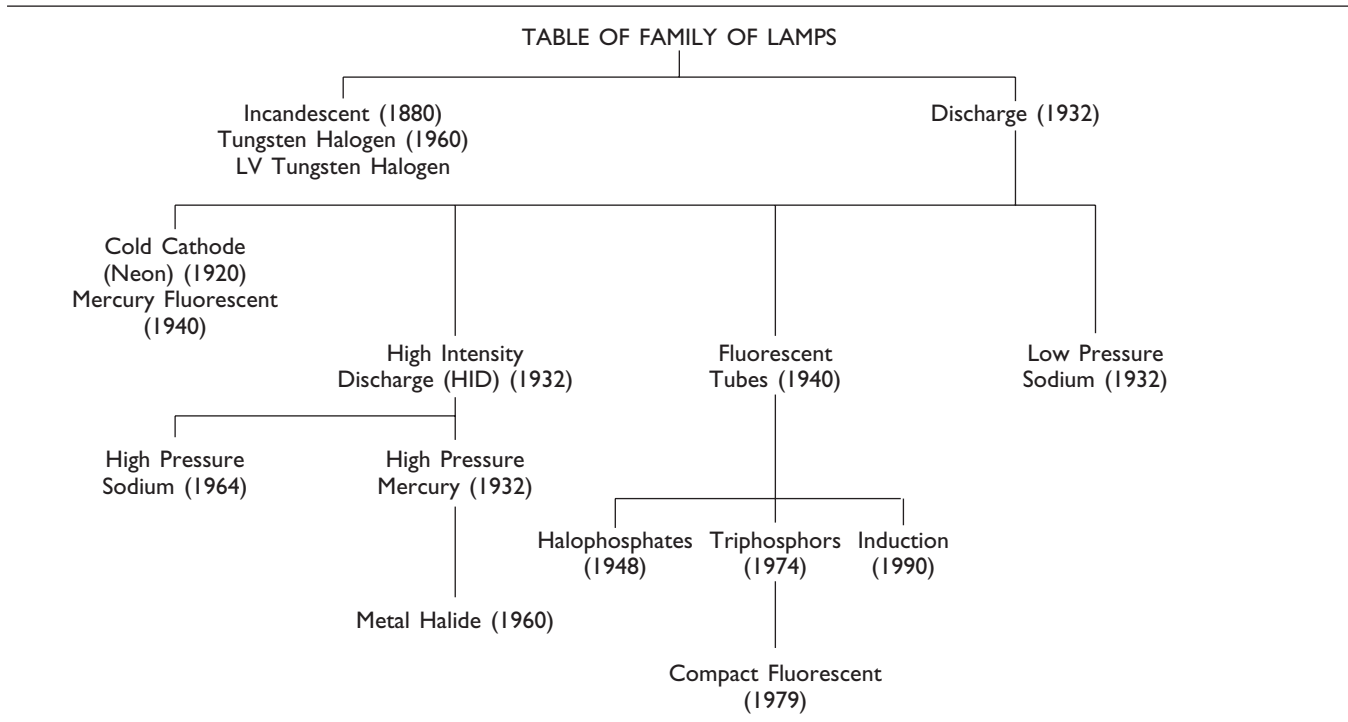 TABLE OF FAMILY OF LAMPS
Incandescent (1880)
Tungsten Halogen (1960)
LV Tungsten Halogen
Discharge (1932)
Cold Cathode
(Neon) (1920)
Mercury Fluorescent
(1940)
High Intensity
Discharge (HID) (1932)
Fluorescent
Tubes (1940)
Low Pressure
Sodium (1932)
High Pressure
Sodium (1964)
High Pressure
Mercury (1932)
Halophosphates
(1948)
Triphosphors
(1974)
Induction
(1990)
Metal Halide (1960)
Compact Fluorescent
(1979)